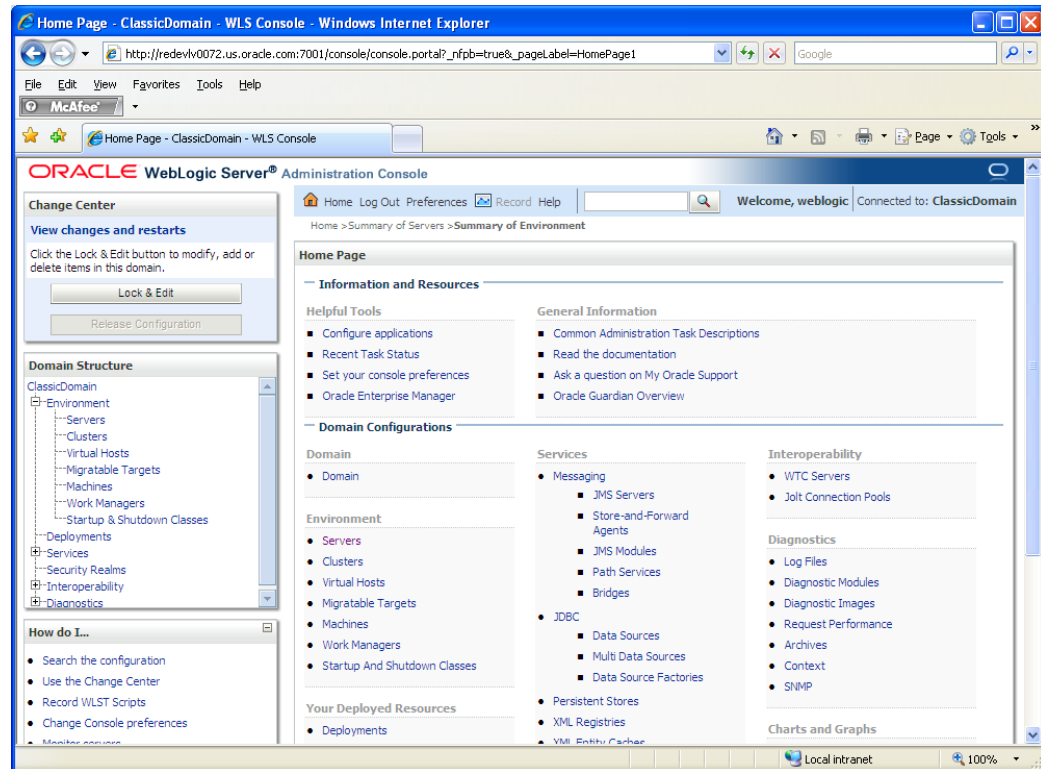 Home Page - ClassicDomain - WLS Console - Windows Internet Explorer
http://redevlv0072.us.oracle.com:7001/console/console.portal?_nfpb=true&_pageLabel=HomePage1
Google
File Edit View Favorites Tools Help
McAfee
Home Page - ClassicDomain - WLS Console
Page Tools
ORACLE WebLogic Server® Administration Console
Change Center
View changes and restarts
Click the Lock & Edit button to modify, add or
delete items in this domain.
Lock & Edit
Release Configuration
Domain Structure
ClassicDomain
Environment
Servers
Clusters
Virtual Hosts
Migratable Targets
Machines
Work Managers
Startup & Shutdown Classes
Deployments
Services
Security Realms
Interoperability
Diagnostics
How do I...
Search the configuration
Use the Change Center
Record WLST Scripts
Change Console preferences
Monitor servers
Home Log Out Preferences Record Help
Welcome, weblogic Connected to: ClassicDomain
Home >Summary of Servers >Summary of Environment
Home Page
Information and Resources
Helpful Tools
Configure applications
Recent Task Status
Set your console preferences
Oracle Enterprise Manager
General Information
Common Administration Task Descriptions
Read the documentation
Ask a question on My Oracle Support
Oracle Guardian Overview
Domain Configurations
Domain
Domain
Environment
Servers
Clusters
Virtual Hosts
Migratable Targets
Machines
Work Managers
Startup And Shutdown Classes
Your Deployed Resources
Deployments
Services
Messaging
JMS Servers
Store-and-Forward
Agents
JMS Modules
Path Services
Bridges
JDBC
Data Sources
Multi Data Sources
Data Source Factories
Persistent Stores
XML Registries
XML Entity Caches
Interoperability
WTC Servers
Jolt Connection Pools
Diagnostics
Log Files
Diagnostic Modules
Diagnostic Images
Request Performance
Archives
Context
SNMP
Charts and Graphs
Local intranet
100%